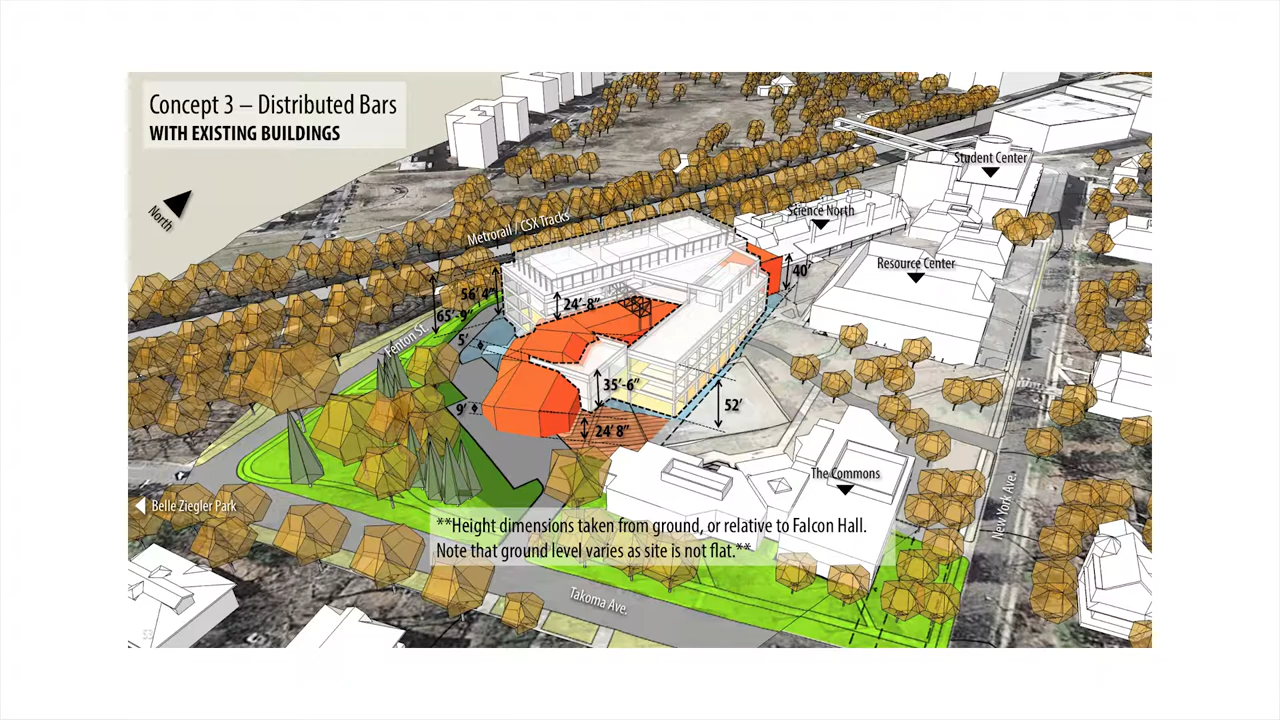 Concept 3 – Distributed Bars
WITH EXISTING BUILDINGS
North
Student Center
Science North
Metrorail / CSX Tracks
Resource Center
40'
56' 4"
24'-8"
65'-9"
Fenton St.
5'
35'-6"
52'
9'
24' 8"
The Commons
New York Ave.
Belle Ziegler Park
**Height dimensions taken from ground, or relative to Falcon Hall.
Note that ground level varies as site is not flat.**
Takoma Ave.
53